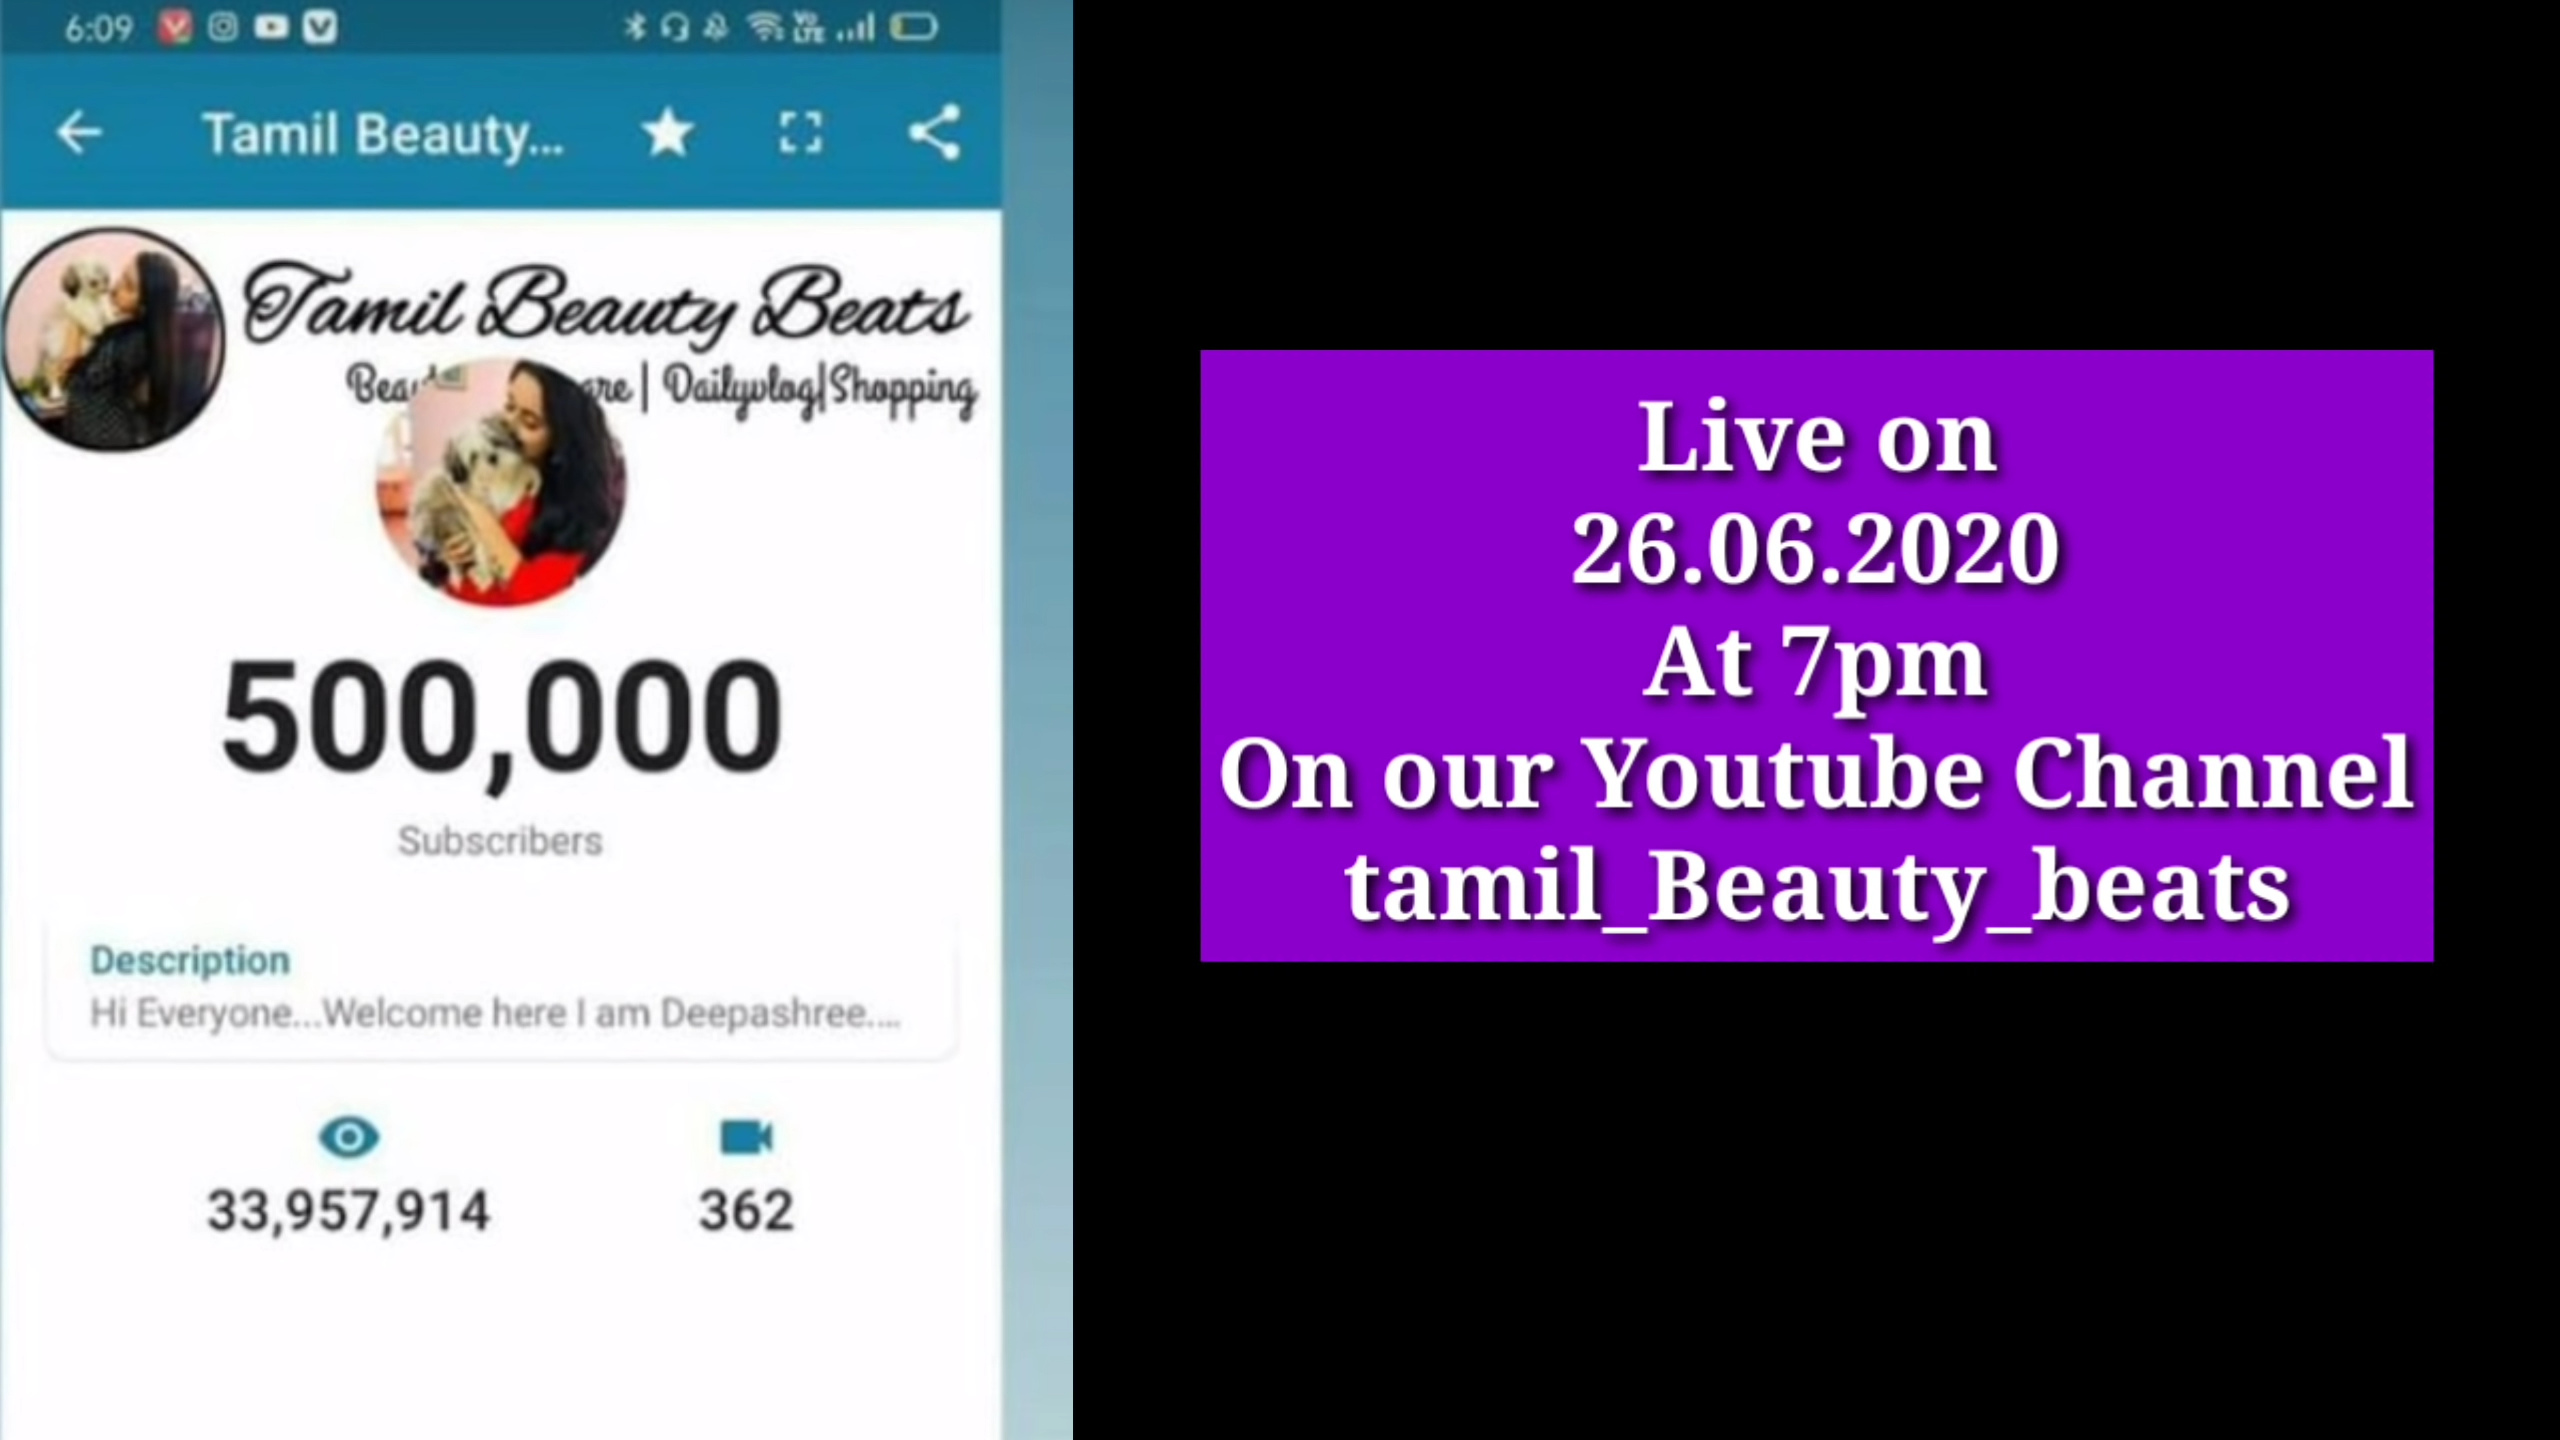 6:09
Tamil Beauty...
Tamil Beauty Beats
| Dailyvlog|Shopping
500,000
Subscribers
Description
Hi Everyone...Welcome here I am Deepashree....
33,957,914
362
Live on
26.06.2020
At 7pm
On our Youtube Channel
tamil_Beauty_beats